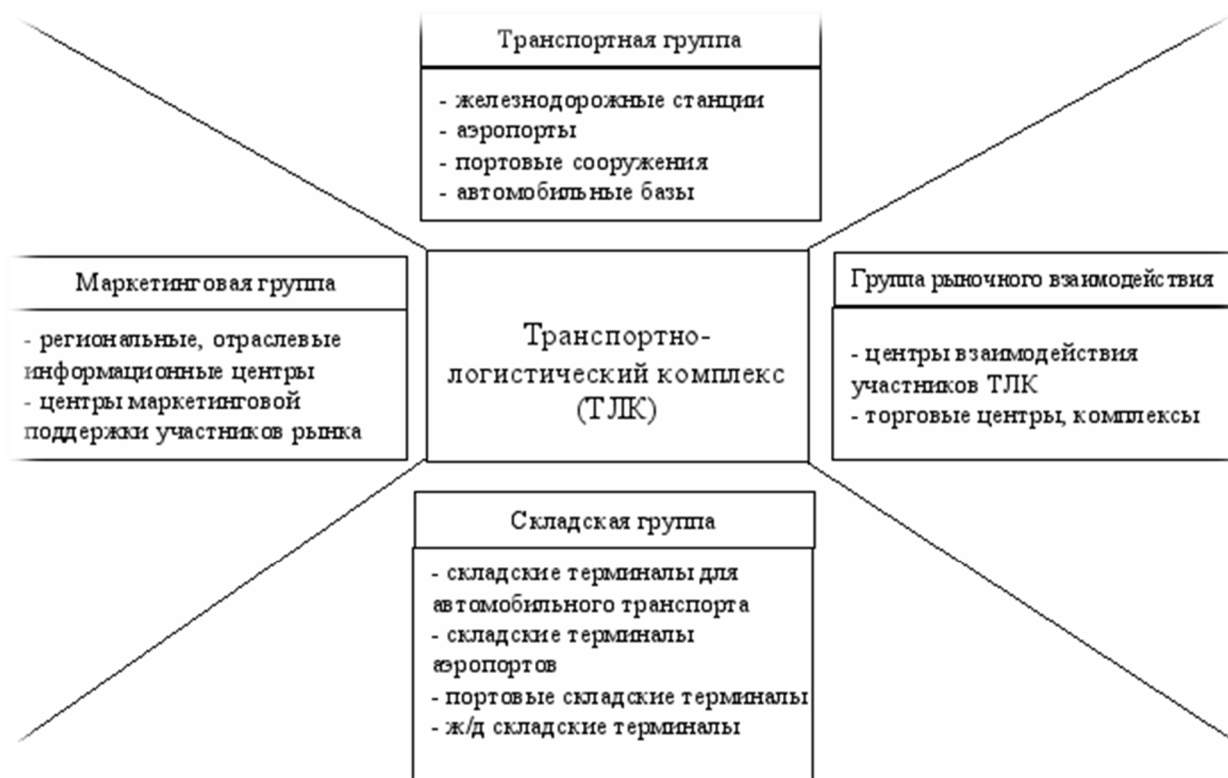 Транспортная группа
- железнодорожные станции
- аэропорты
- портовые сооружения
- автомобильные базы
Маркетинговая группа
- региональные, отраслевые
информационные центры
- центры маркетинговой
поддержки участников рынка
Транспортно-
логистический комплекс
(ТЛК)
Группа рыночного взаимодействия
- центры взаимодействия
участников ТЛК
- торговые центры, комплексы
Складская группа
- складские терминалы для
автомобильного транспорта
- складские терминалы
аэропортов
- портовые складские терминалы
- ж/д складские терминалы